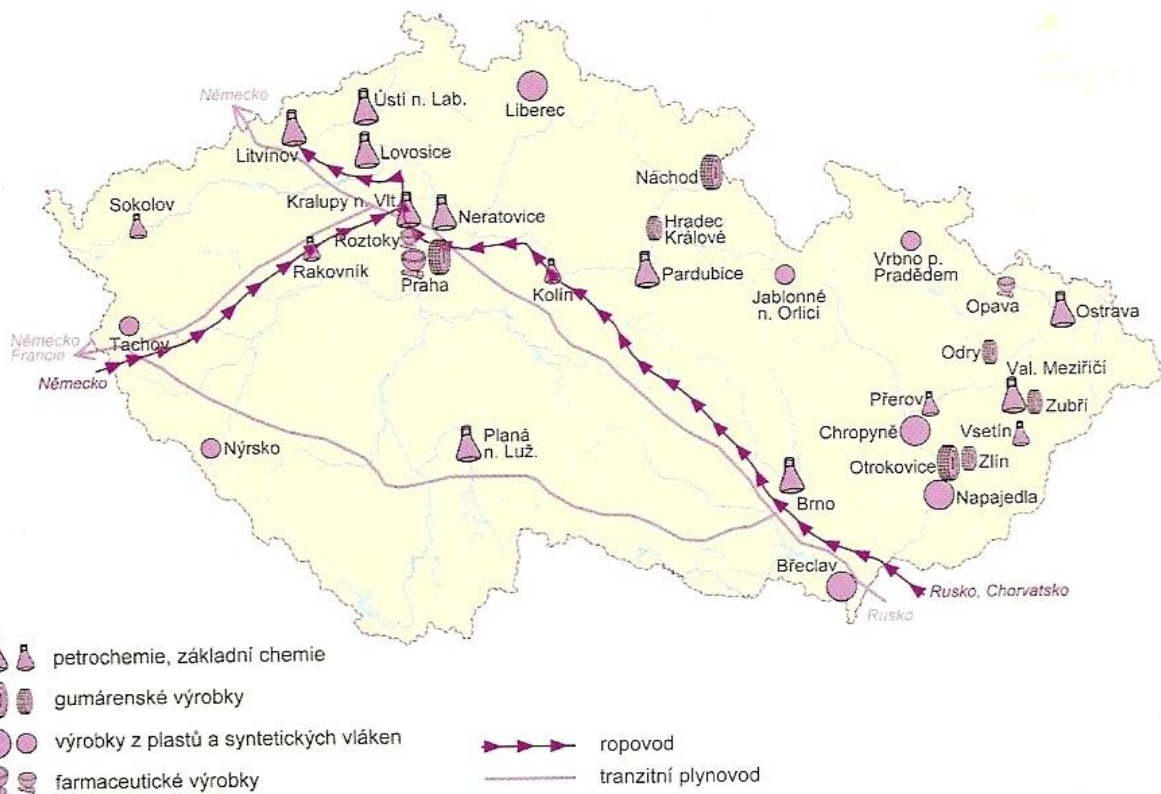 Německo
Ústí n. Lab.
Liberec
Litvínov
Lovosice
Náchod
Sokolov
Kralupy n. Vlt.
Neratovice
Hradec
Králové
Roztoky
Rakovník
Praha
Kolín
Pardubice
Jablonné
n. Orlicí
Vrbno p.
Pradědem
Opava
Ostrava
Tachov
Německo
Francie
Německo
Odry
Val. Meziříčí
Zubří
Přerov
Chropyně
Vsetín
Nýrsko
Planá
n. Luž.
Otrokovice
Zlín
Napajedla
Brno
Břeclav
Rusko, Chorvatsko
Rusko
petrochemie, základní chemie
gumárenské výrobky
výrobky z plastů a syntetických vláken
farmaceutické výrobky
ropovod
tranzitní plynovod